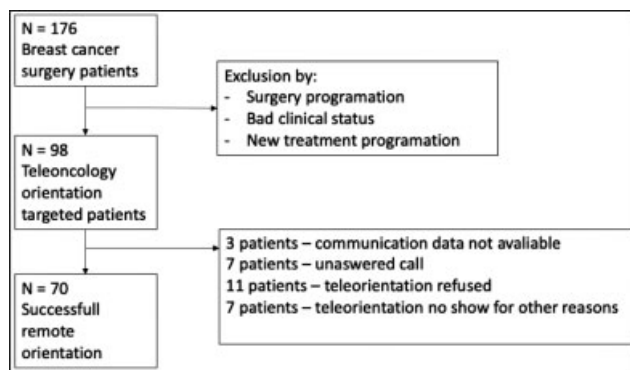 N = 176
Breast cancer
surgery patients
Exclusion by:
- Surgery programation
- Bad clinical status
- New treatment programation
N = 98
Teleoncology
orientation
targeted patients
3 patients – communication data not avaliable
7 patients – unaswered call
11 patients – teleorientation refused
7 patients – teleorientation no show for other reasons
N = 70
Successfull
remote
orientation